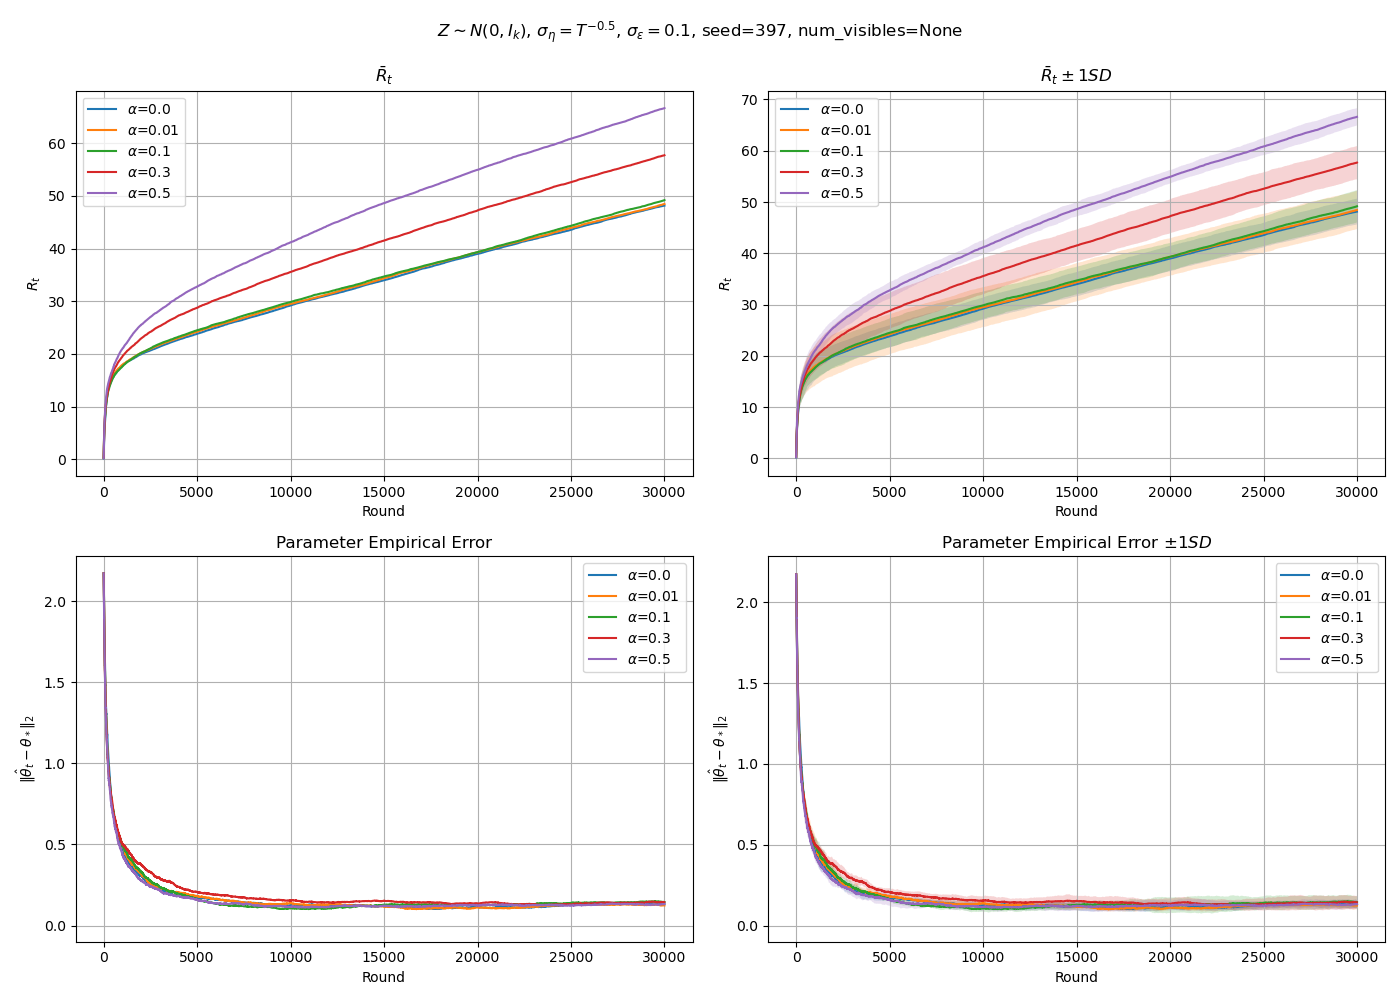 Z ∼ N(0, I_k), σ_η = T^{−0.5}, σ_ε = 0.1, seed=397, num_visibles=None
R̄_t
R_t
60
50
40
30
20
10
0
α=0.0
α=0.01
α=0.1
α=0.3
α=0.5
0 5000 10000 15000 20000 25000 30000
Round
R̄_t ± 1SD
R_t
70
60
50
40
30
20
10
0
α=0.0
α=0.01
α=0.1
α=0.3
α=0.5
0 5000 10000 15000 20000 25000 30000
Round
Parameter Empirical Error
‖θ̂_t − θ_*‖_2
2.0
1.5
1.0
0.5
0.0
α=0.0
α=0.01
α=0.1
α=0.3
α=0.5
0 5000 10000 15000 20000 25000 30000
Round
Parameter Empirical Error ±1SD
‖θ̂_t − θ_*‖_2
2.0
1.5
1.0
0.5
0.0
α=0.0
α=0.01
α=0.1
α=0.3
α=0.5
0 5000 10000 15000 20000 25000 30000
Round